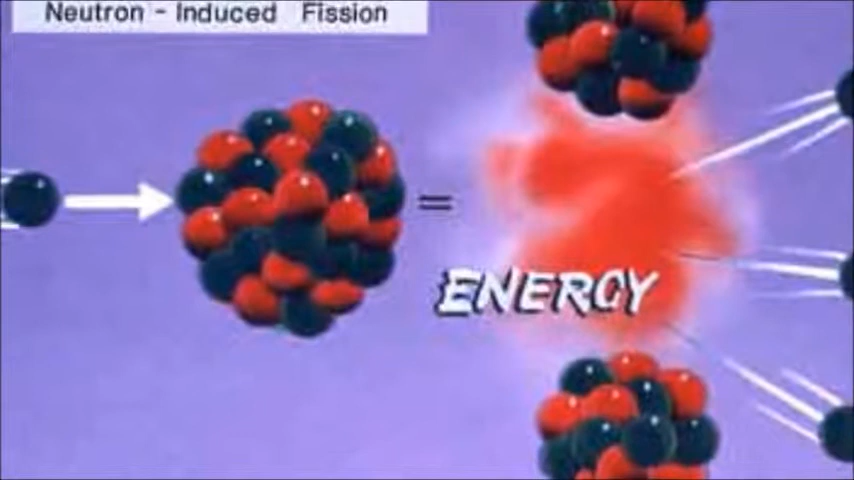 Neutron - Induced Fission
=
ENERGY